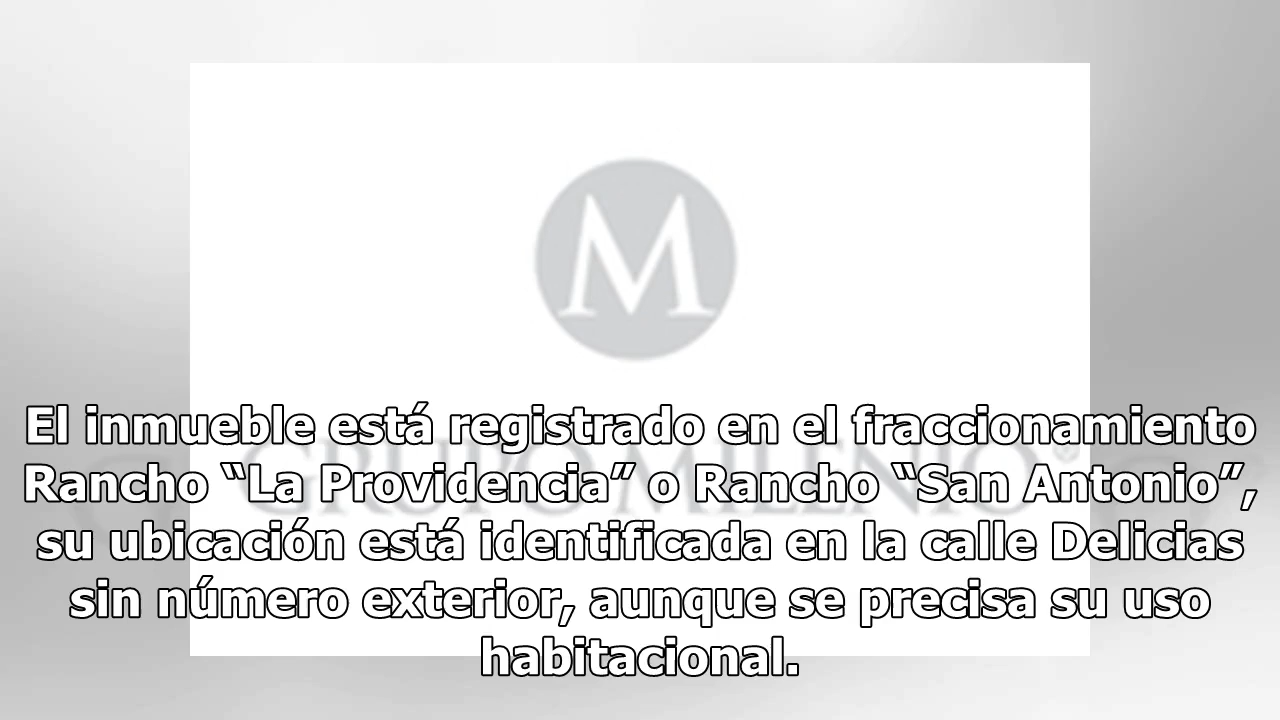 M
GRUPO MILENIO®
El inmueble está registrado en el fraccionamiento
Rancho “La Providencia” o Rancho “San Antonio”,
su ubicación está identificada en la calle Delicias
sin número exterior, aunque se precisa su uso
habitacional.